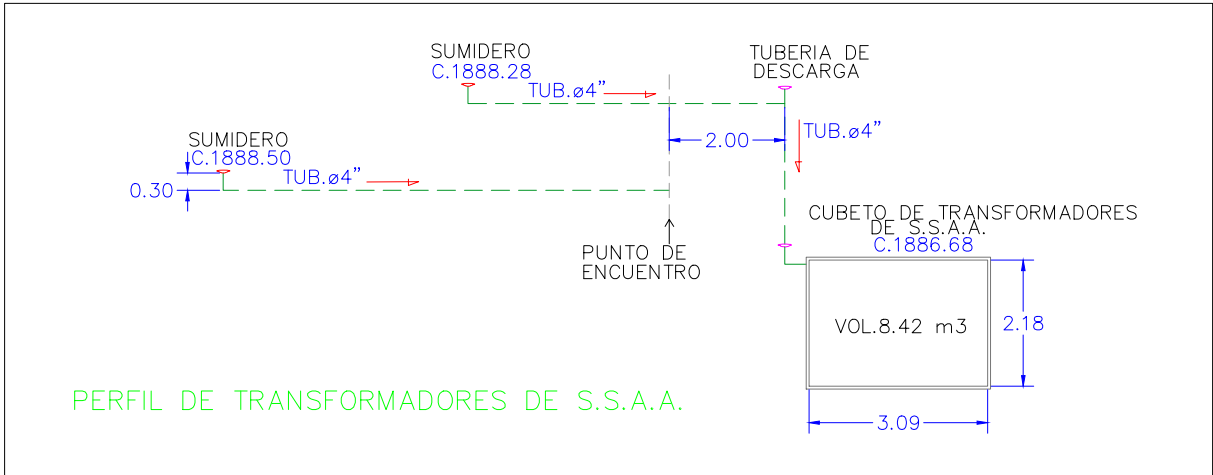 SUMIDERO
C.1888.28
TUB.ø4”
TUBERIA DE
DESCARGA
SUMIDERO
C.1888.50
TUB.ø4”
0.30
2.00
TUB.ø4”
PUNTO DE
ENCUENTRO
CUBETO DE TRANSFORMADORES
DE S.S.A.A.
C.1886.68
VOL.8.42 m3
2.18
3.09
PERFIL DE TRANSFORMADORES DE S.S.A.A.